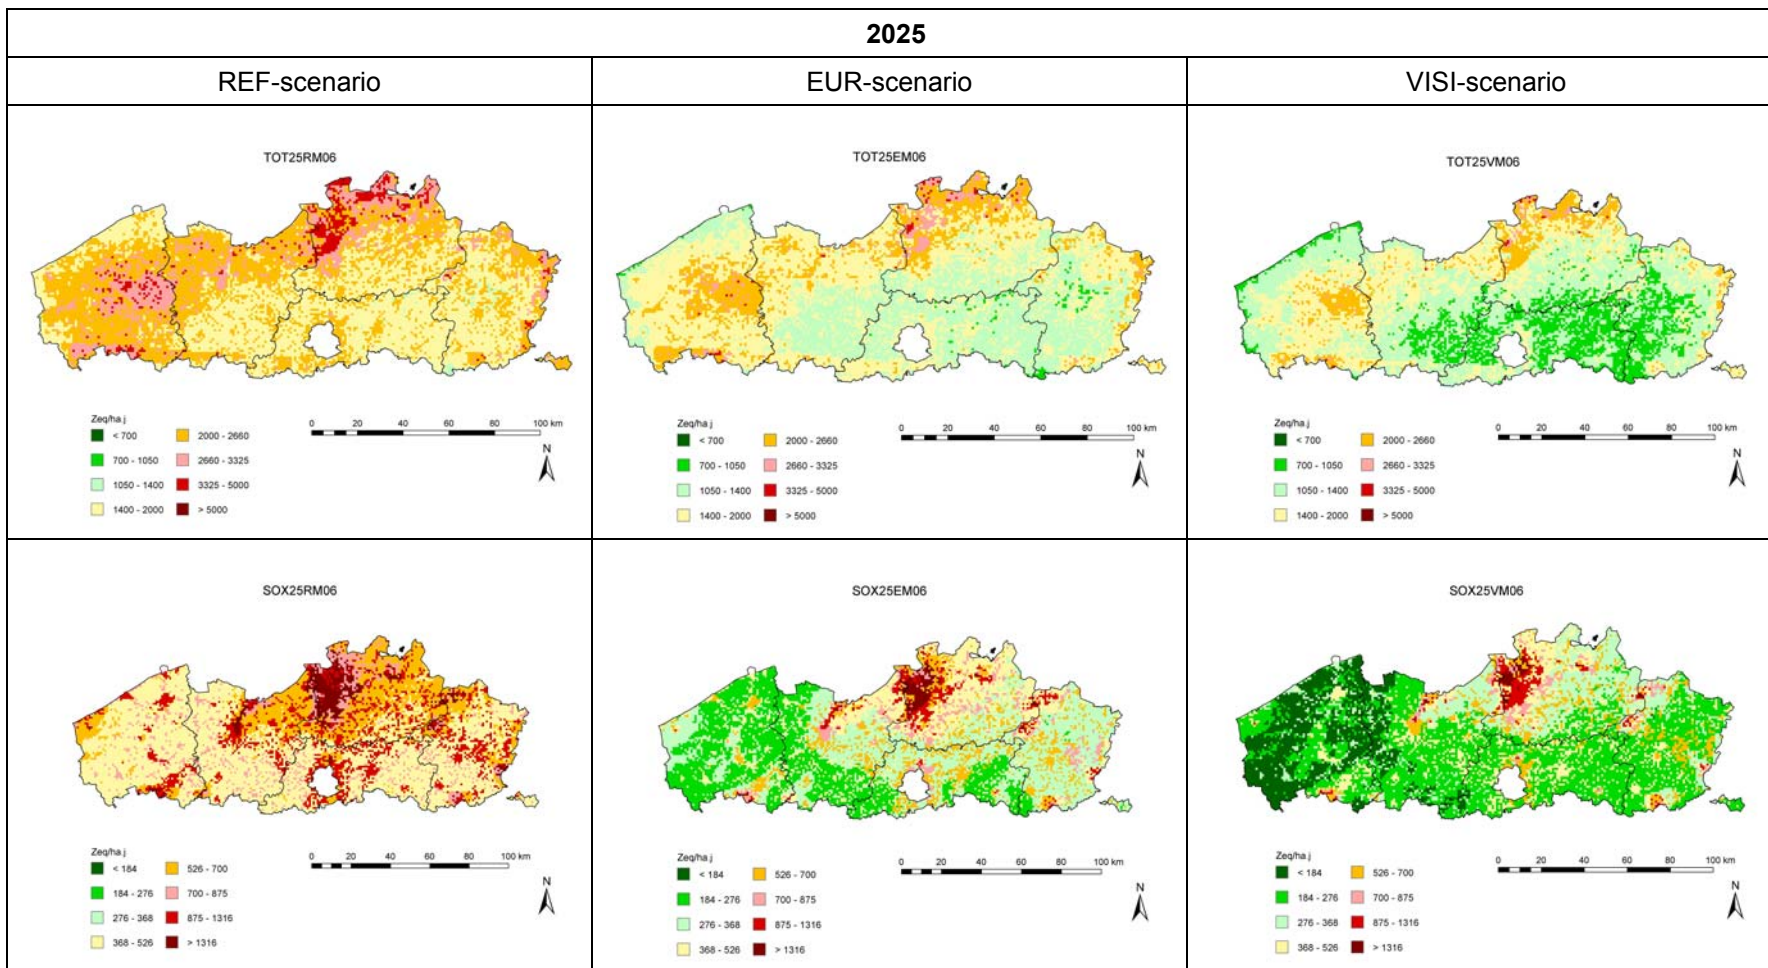 2025
REF-scenario EUR-scenario VISI-scenario
TOT25RM06
Zeq/ha.j
< 700 2000 - 2660
700 - 1050 2660 - 3325
1050 - 1400 3325 - 5000
1400 - 2000 > 5000
0 20 40 60 80 100 km
N
TOT25EM06
Zeq/ha.j
< 700 2000 - 2660
700 - 1050 2660 - 3325
1050 - 1400 3325 - 5000
1400 - 2000 > 5000
0 20 40 60 80 100 km
N
TOT25VM06
Zeq/ha.j
< 700 2000 - 2660
700 - 1050 2660 - 3325
1050 - 1400 3325 - 5000
1400 - 2000 > 5000
0 20 40 60 80 100 km
N
SOX25RM06
Zeq/ha.j
< 184 526 - 700
184 - 276 700 - 875
276 - 368 875 - 1316
368 - 526 > 1316
0 20 40 60 80 100 km
N
SOX25EM06
Zeq/ha.j
< 184 526 - 700
184 - 276 700 - 875
276 - 368 875 - 1316
368 - 526 > 1316
0 20 40 60 80 100 km
N
SOX25VM06
Zeq/ha.j
< 184 526 - 700
184 - 276 700 - 875
276 - 368 875 - 1316
368 - 526 > 1316
0 20 40 60 80 100 km
N